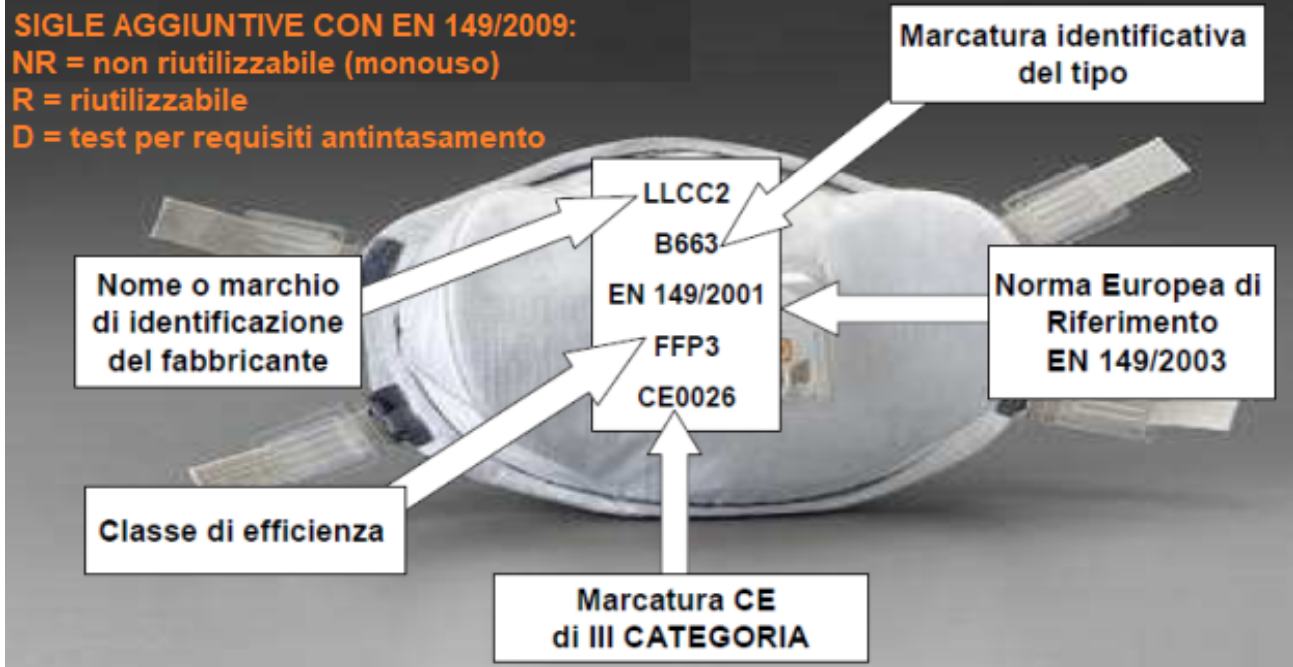 SIGLE AGGIUNTIVE CON EN 149/2009:
NR = non riutilizzabile (monouso)
R = riutilizzabile
D = test per requisiti antintasamento
Marcatura identificativa
del tipo
LLCC2
B663
EN 149/2001
FFP3
CE0026
Nome o marchio
di identificazione
del fabbricante
Norma Europea di
Riferimento
EN 149/2003
Classe di efficienza
Marcatura CE
di III CATEGORIA